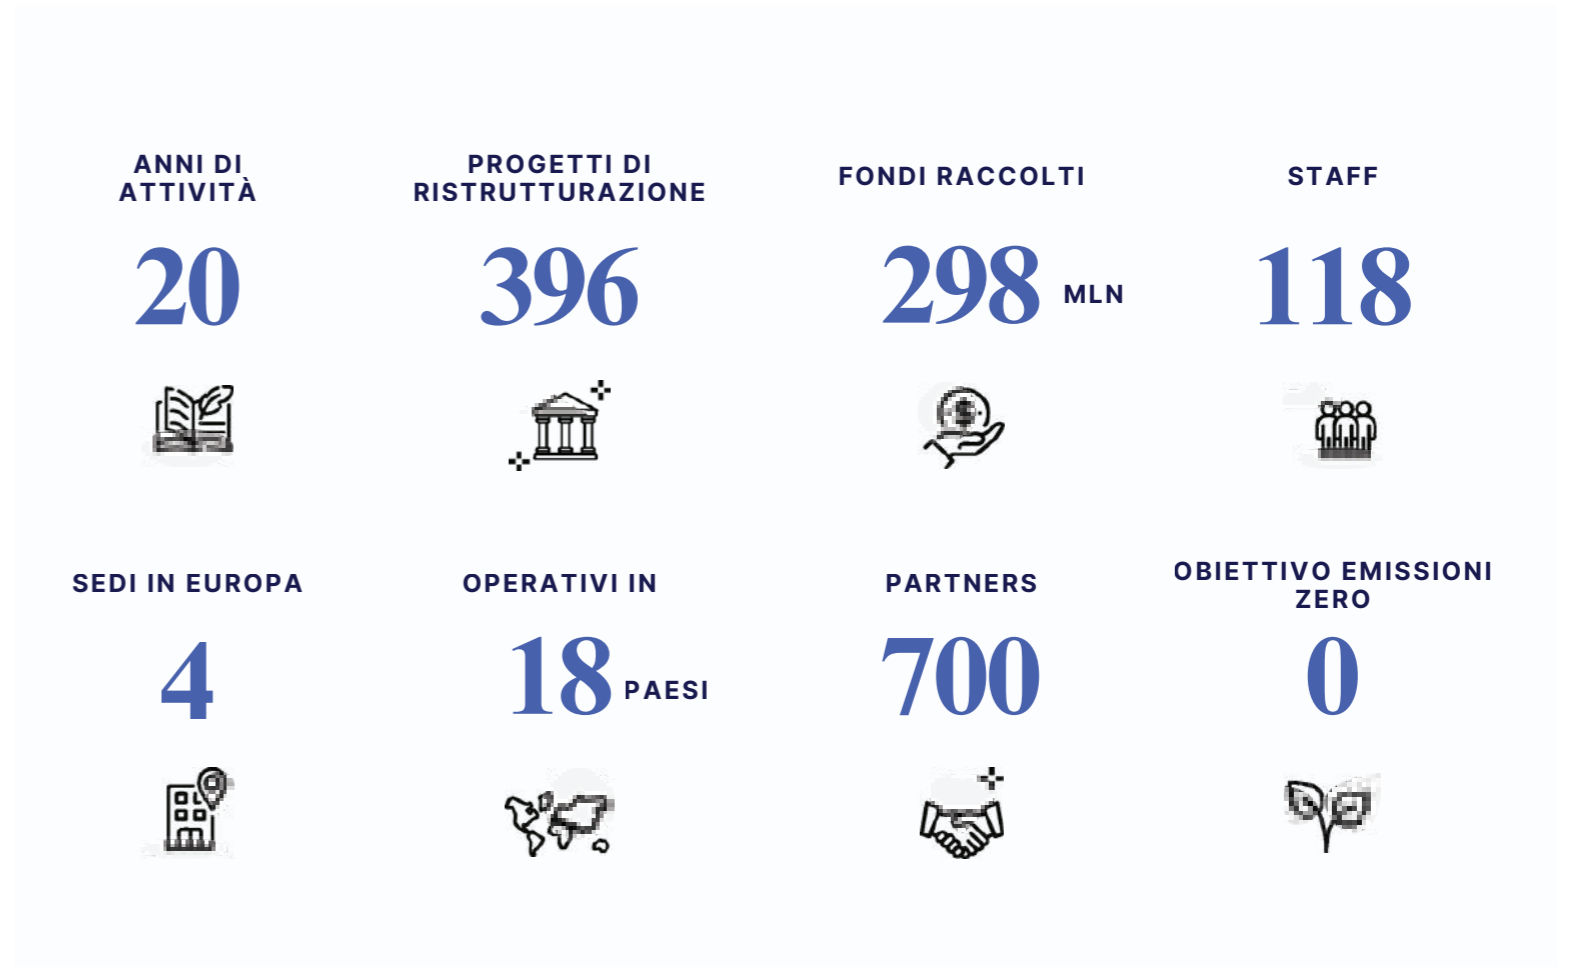 ANNI DI
ATTIVITÀ
20
PROGETTI DI
RISTRUTTURAZIONE
396
FONDI RACCOLTI
298 MLN
STAFF
118
SEDI IN EUROPA
4
OPERATIVI IN
18 PAESI
PARTNERS
700
OBIETTIVO EMISSIONI
ZERO
0